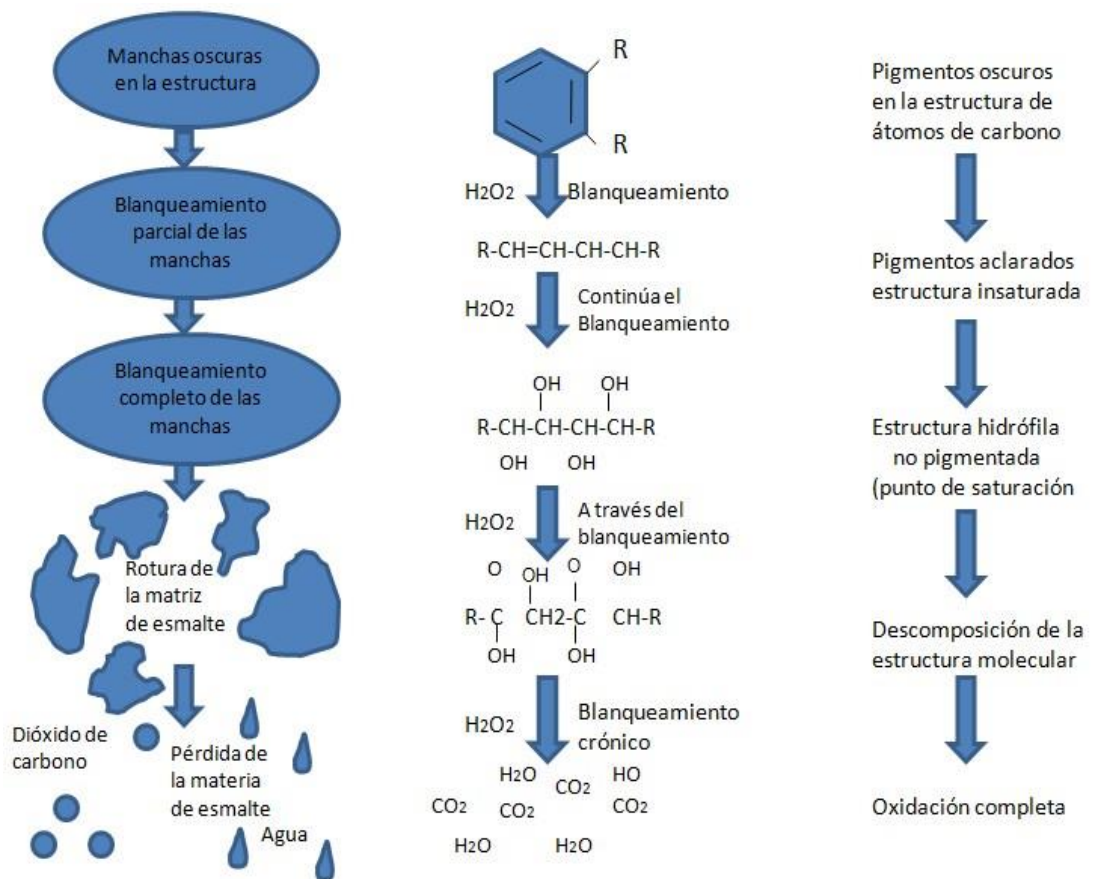 Manchas oscuras
en la estructura
Blanqueamiento
parcial de las
manchas
Blanqueamiento
completo de las
manchas
Rotura de
la matriz
de esmalte
Dióxido de
carbono
Pérdida de
la materia
de esmalte
Agua
R
R
H2O2 Blanqueamiento
R-CH=CH-CH-CH-R
H2O2 Continúa el
Blanqueamiento
OH OH
R-CH-CH-CH-CH-R
OH OH
H2O2 A través del
blanqueamiento
O OH O OH
R- C CH2-C CH-R
OH OH
H2O2 Blanqueamiento
crónico
H2O CO2 HO
CO2 CO2 CO2
H2O H2O
Pigmentos oscuros
en la estructura de
átomos de carbono
Pigmentos aclarados
estructura insaturada
Estructura hidrófila
no pigmentada
(punto de saturación
Descomposición de la
estructura molecular
Oxidación completa